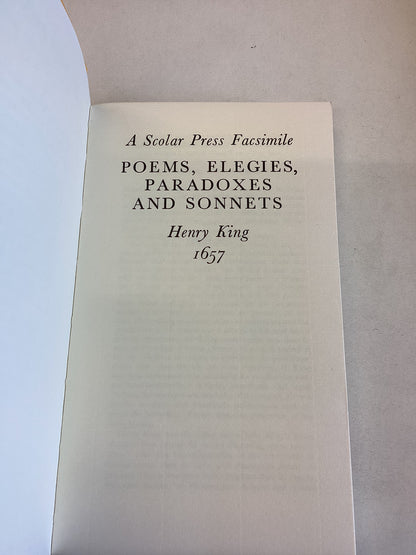 A Scolar Press Facsimile
POEMS, ELEGIES,
PARADOXES
AND SONNETS
Henry King
1657